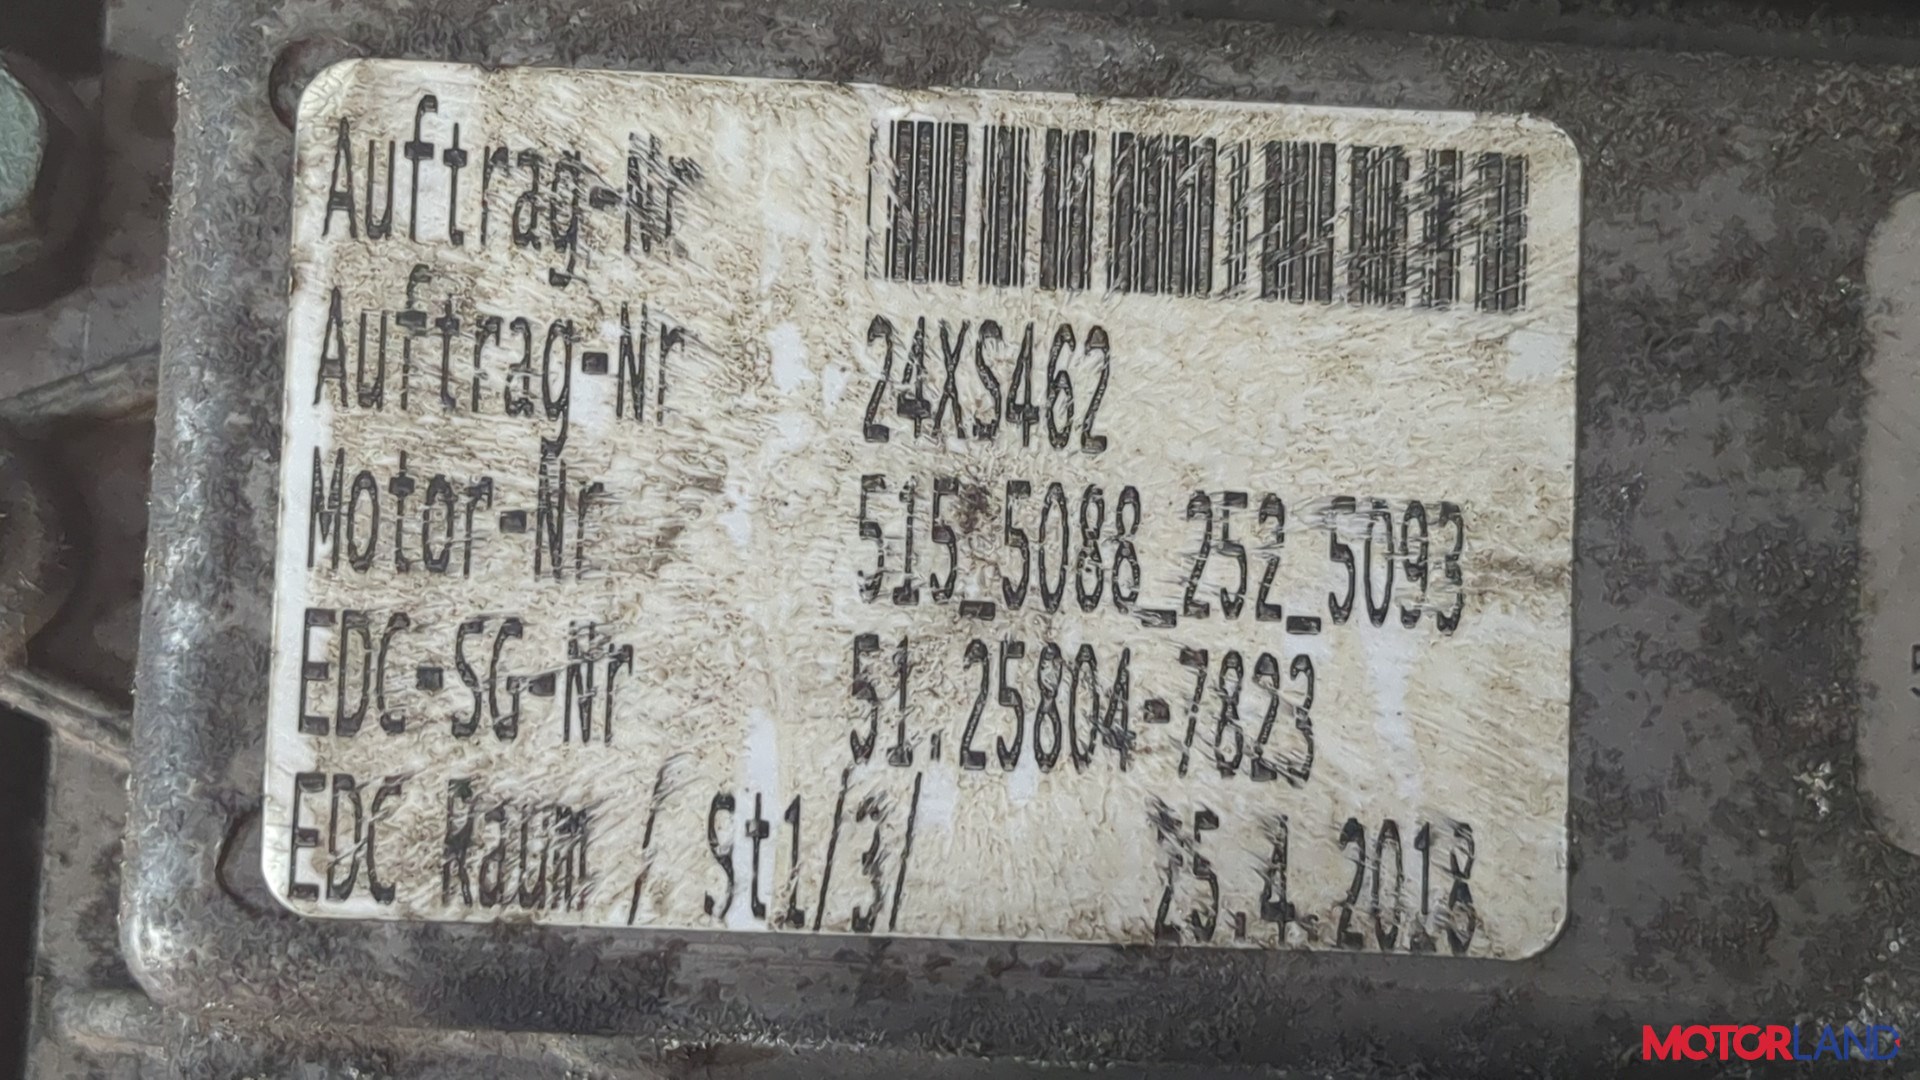 Auftrag-Nr
Auftrag-Nr 24XS462
Motor-Nr 515_5088_252_5093
EDC-SG-Nr 51.25804-7823
EDC Raum / St1/3/ 25.4.2018
MOTORLAND